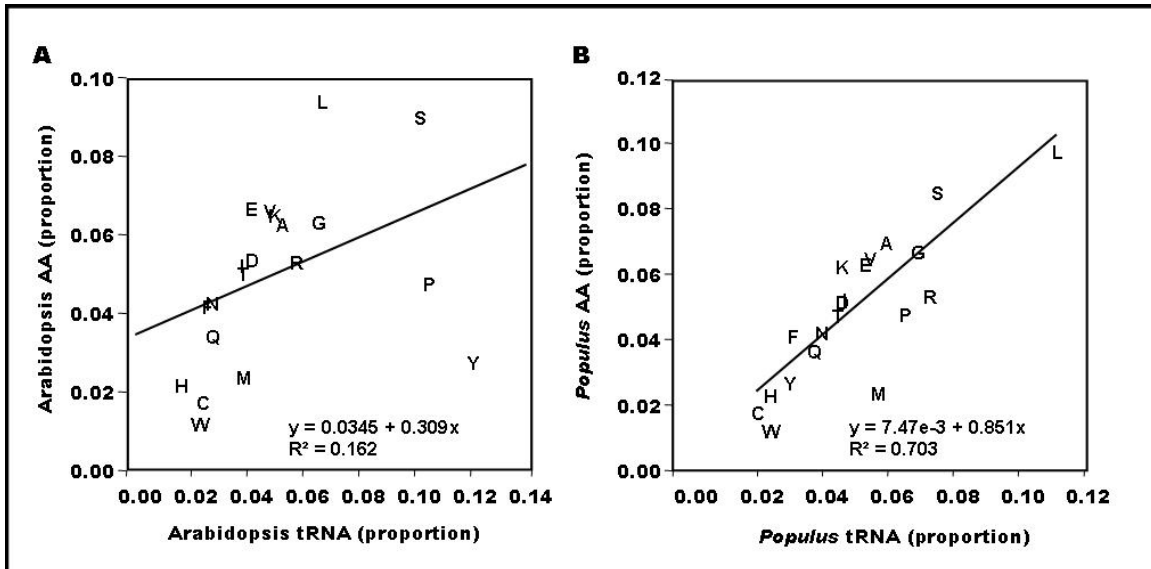 A
B
0.10
0.08
0.06
0.04
0.02
0.00
Arabidopsis AA (proportion)
L
S
E
V
K
A
G
I
D
T
R
P
F
N
Q
Y
H
M
C
W
y = 0.0345 + 0.309x
R² = 0.162
0.00 0.02 0.04 0.06 0.08 0.10 0.12 0.14
Arabidopsis tRNA (proportion)
0.12
0.10
0.08
0.06
0.04
0.02
0.00
Populus AA (proportion)
L
S
A
V
G
K
E
D
I
R
T
P
F
N
Q
Y
H
M
C
W
y = 7.47e-3 + 0.851x
R² = 0.703
0.00 0.02 0.04 0.06 0.08 0.10 0.12
Populus tRNA (proportion)